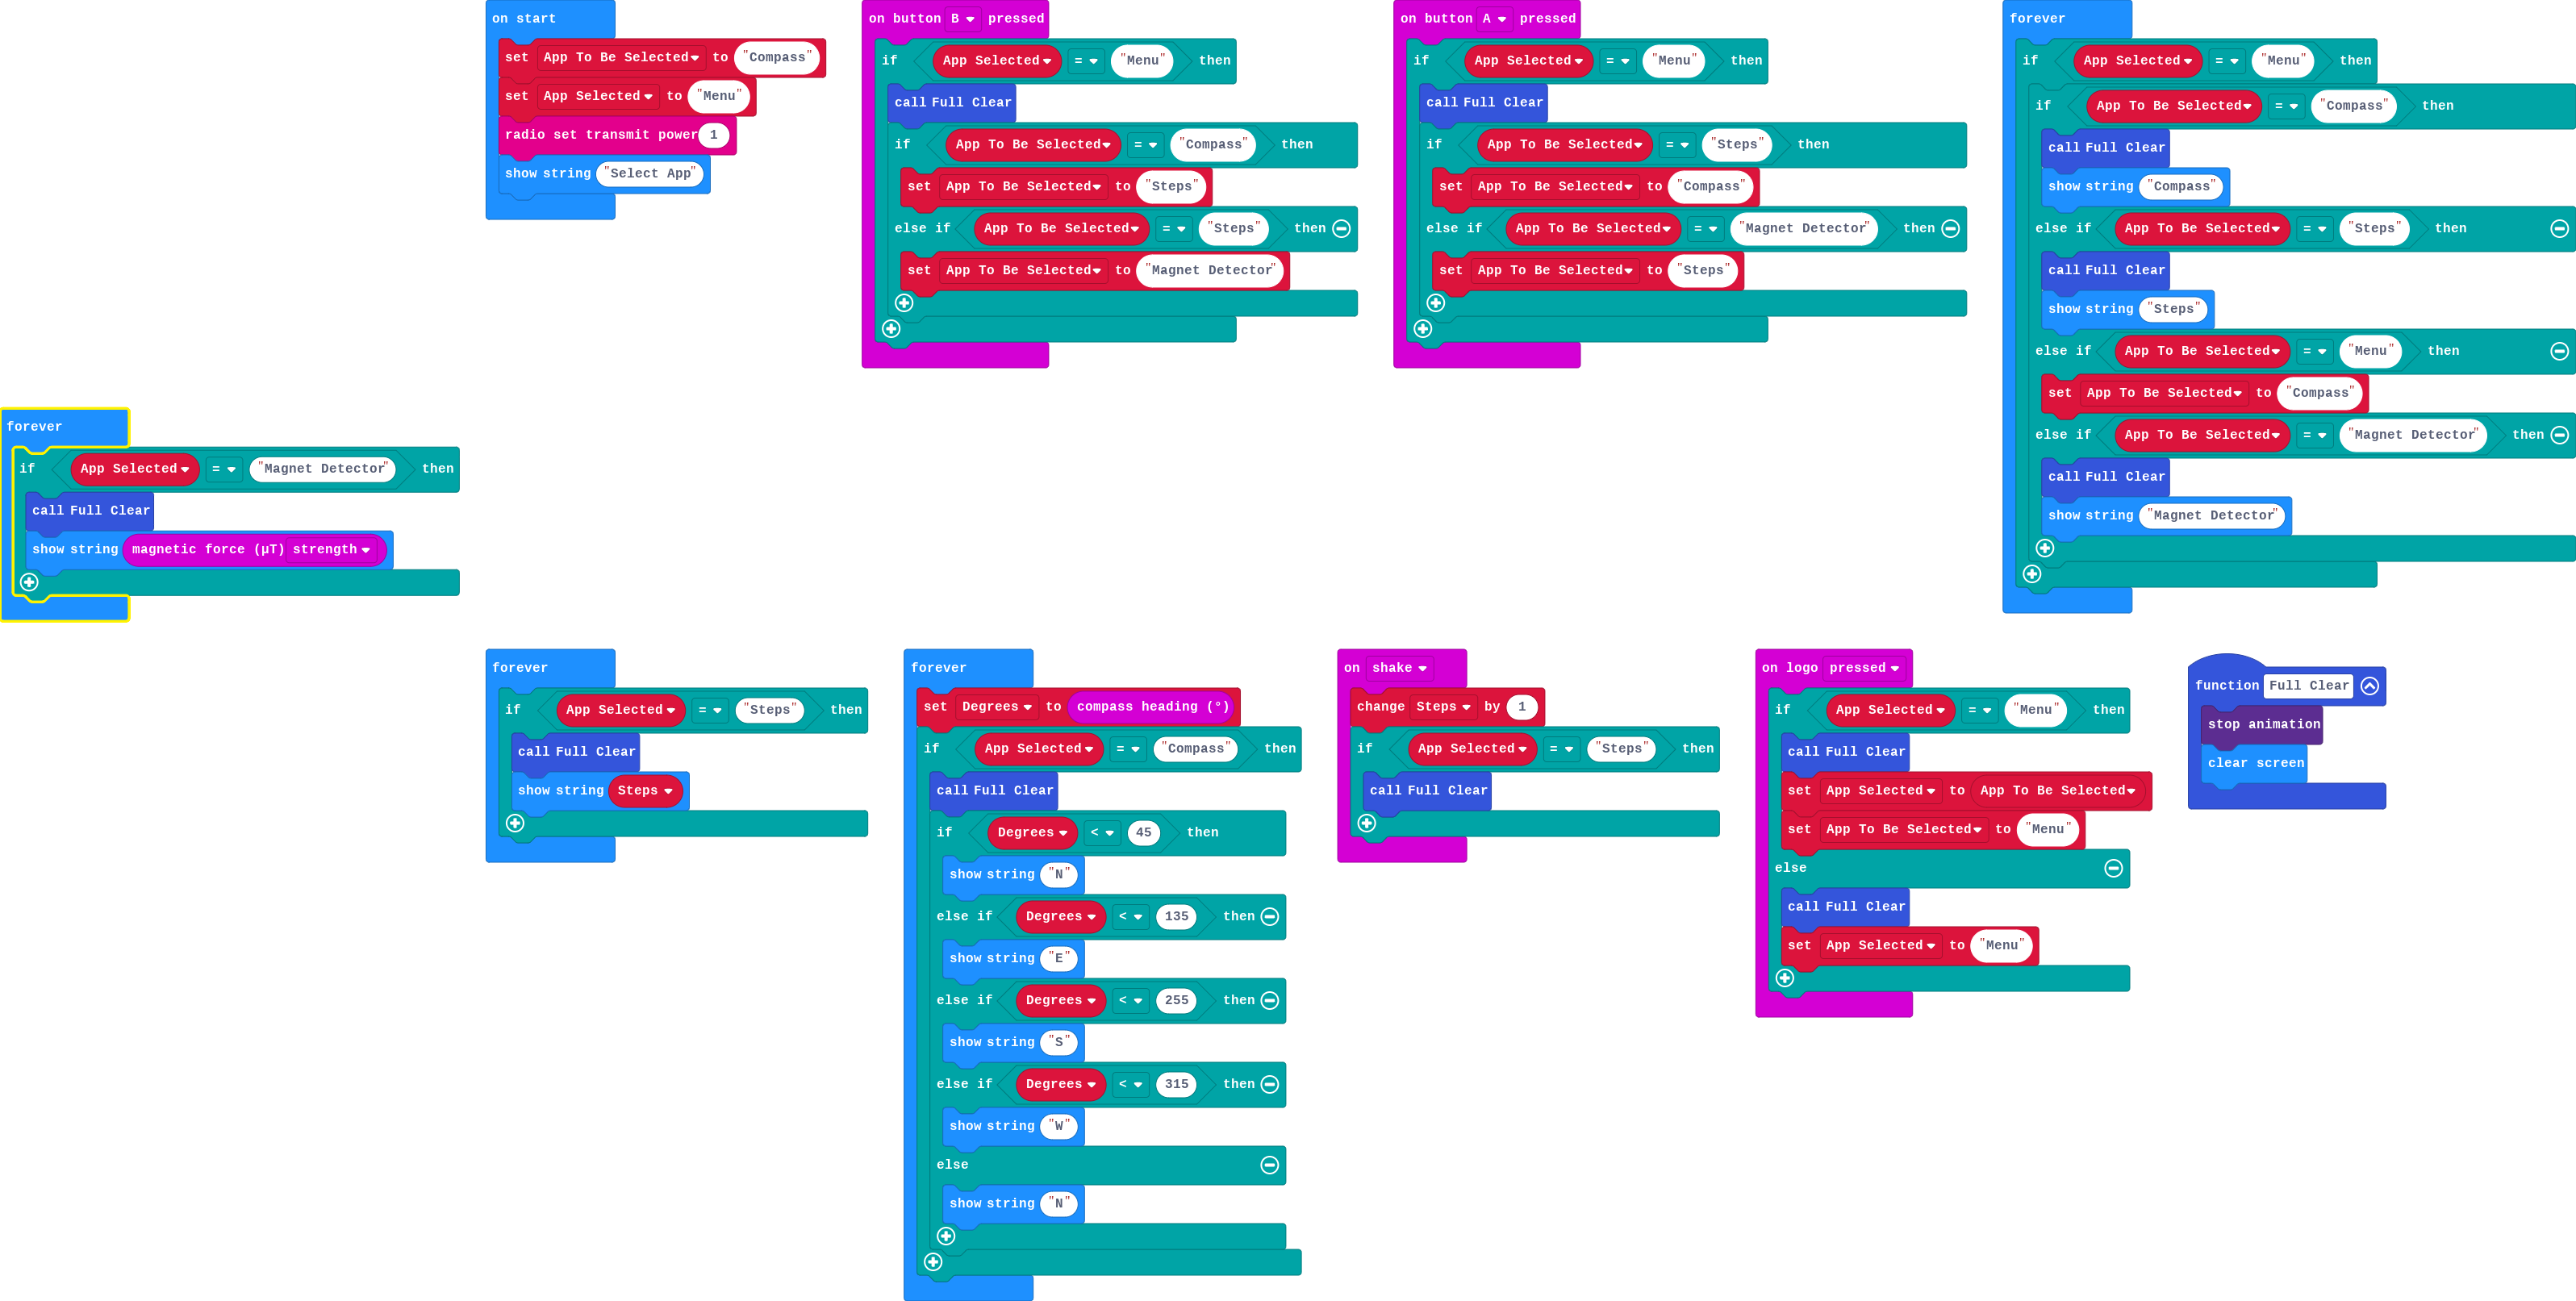 on start
set App To Be Selected to "Compass"
set App Selected to "Menu"
radio set transmit power 1
show string "Select App"
on button B pressed
if App Selected = "Menu" then
call Full Clear
if App To Be Selected = "Compass" then
set App To Be Selected to "Steps"
else if App To Be Selected = "Steps" then
set App To Be Selected to "Magnet Detector"
on button A pressed
if App Selected = "Menu" then
call Full Clear
if App To Be Selected = "Steps" then
set App To Be Selected to "Compass"
else if App To Be Selected = "Magnet Detector" then
set App To Be Selected to "Steps"
forever
if App Selected = "Menu" then
if App To Be Selected = "Compass" then
call Full Clear
show string "Compass"
else if App To Be Selected = "Steps" then
call Full Clear
show string "Steps"
else if App To Be Selected = "Menu" then
set App To Be Selected to "Compass"
else if App To Be Selected = "Magnet Detector" then
call Full Clear
show string "Magnet Detector"
forever
if App Selected = "Magnet Detector" then
call Full Clear
show string magnetic force (µT) strength
forever
if App Selected = "Steps" then
call Full Clear
show string Steps
forever
set Degrees to compass heading (°)
if App Selected = "Compass" then
call Full Clear
if Degrees < 45 then
show string "N"
else if Degrees < 135 then
show string "E"
else if Degrees < 255 then
show string "S"
else if Degrees < 315 then
show string "W"
else
show string "N"
on shake
change Steps by 1
if App Selected = "Steps" then
call Full Clear
on logo pressed
if App Selected = "Menu" then
call Full Clear
set App Selected to App To Be Selected
set App To Be Selected to "Menu"
else
call Full Clear
set App Selected to "Menu"
function Full Clear
stop animation
clear screen